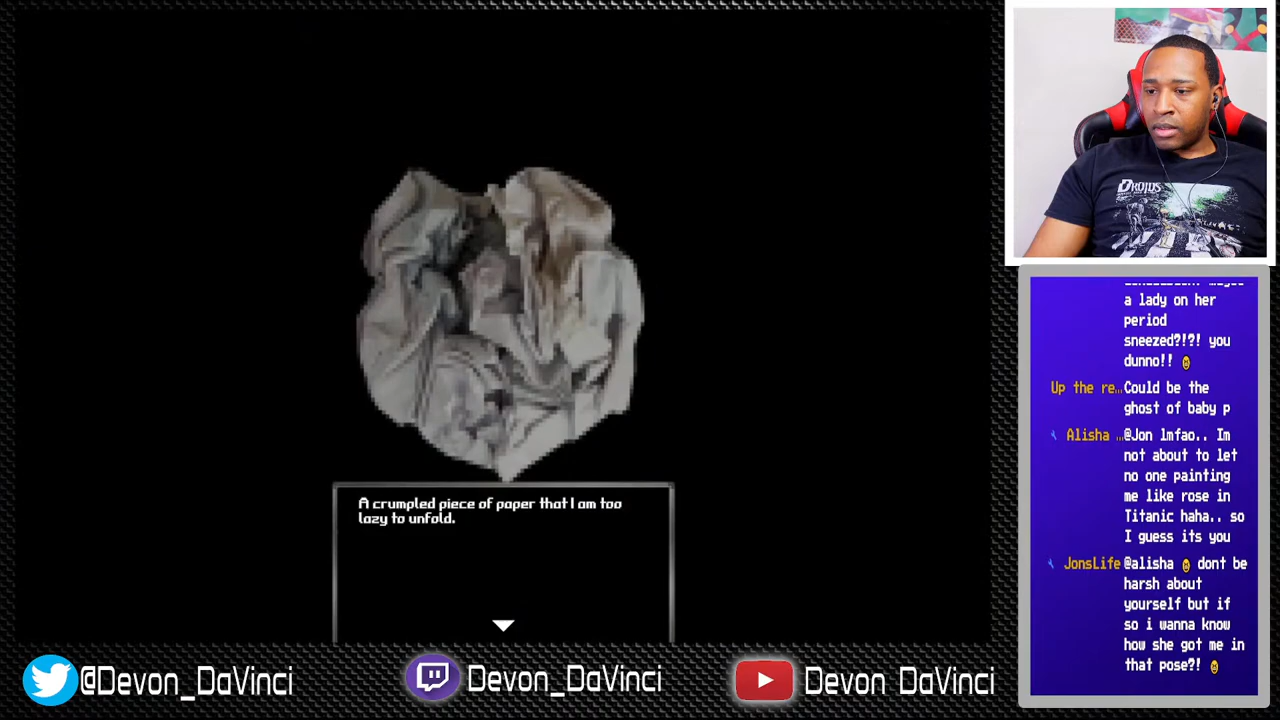 A crumpled piece of paper that I am too
lazy to unfold.
DROIDS
a lady on her
period
sneezed?!?! you
dunno!!
Up the re… Could be the
ghost of baby p
Alisha … @Jon lmfao.. Im
not about to let
no one painting
me like rose in
Titanic haha.. so
I guess its you
JonsLife @alisha dont be
harsh about
yourself but if
so i wanna know
how she got me in
that pose?!
@Devon_DaVinci
Devon_DaVinci
Devon DaVinci